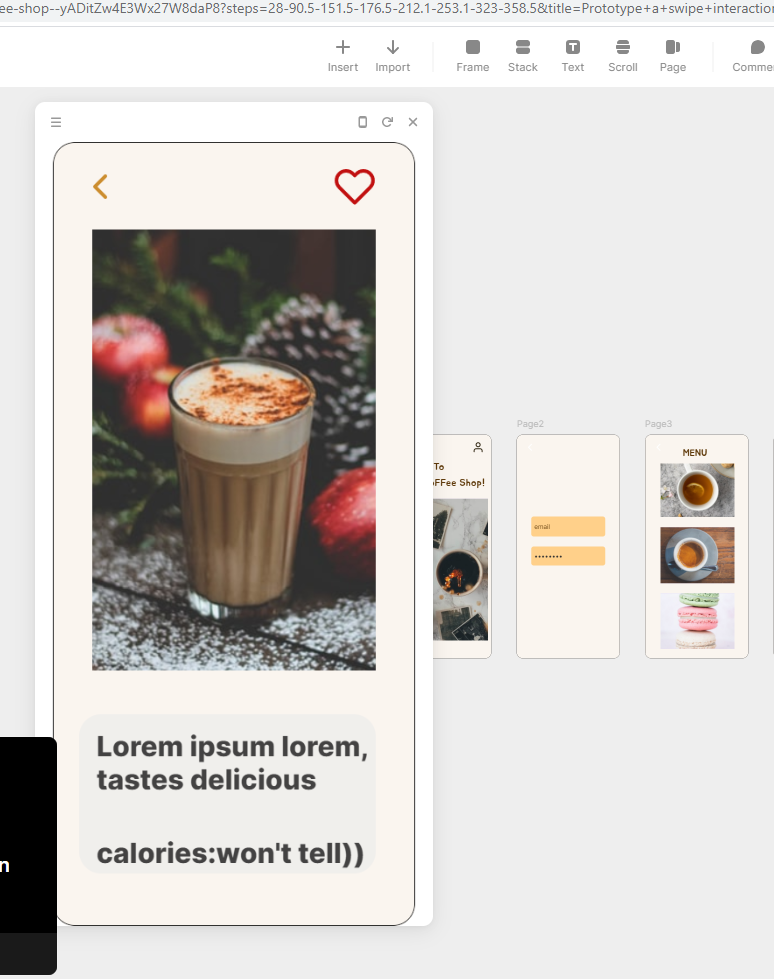 ee-shop--yADitZw4E3Wx27W8daP8?steps=28-90.5-151.5-176.5-212.1-253.1-323-358.5&title=Prototype+a+swipe+interaction
Insert Import Frame Stack Text Scroll Page Comme
Page2 Page3
To
oFFee Shop!
MENU
email
Lorem ipsum lorem,
tastes delicious
calories:won't tell))
n